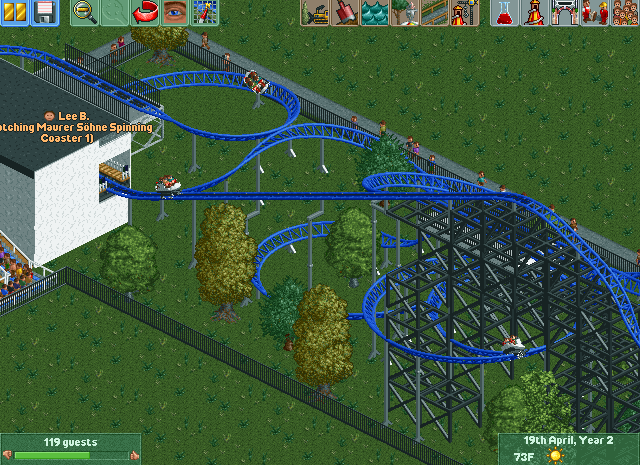 Lee B.
atching Maurer Söhne Spinning
Coaster 1)
119 guests
19th April, Year 2
73F